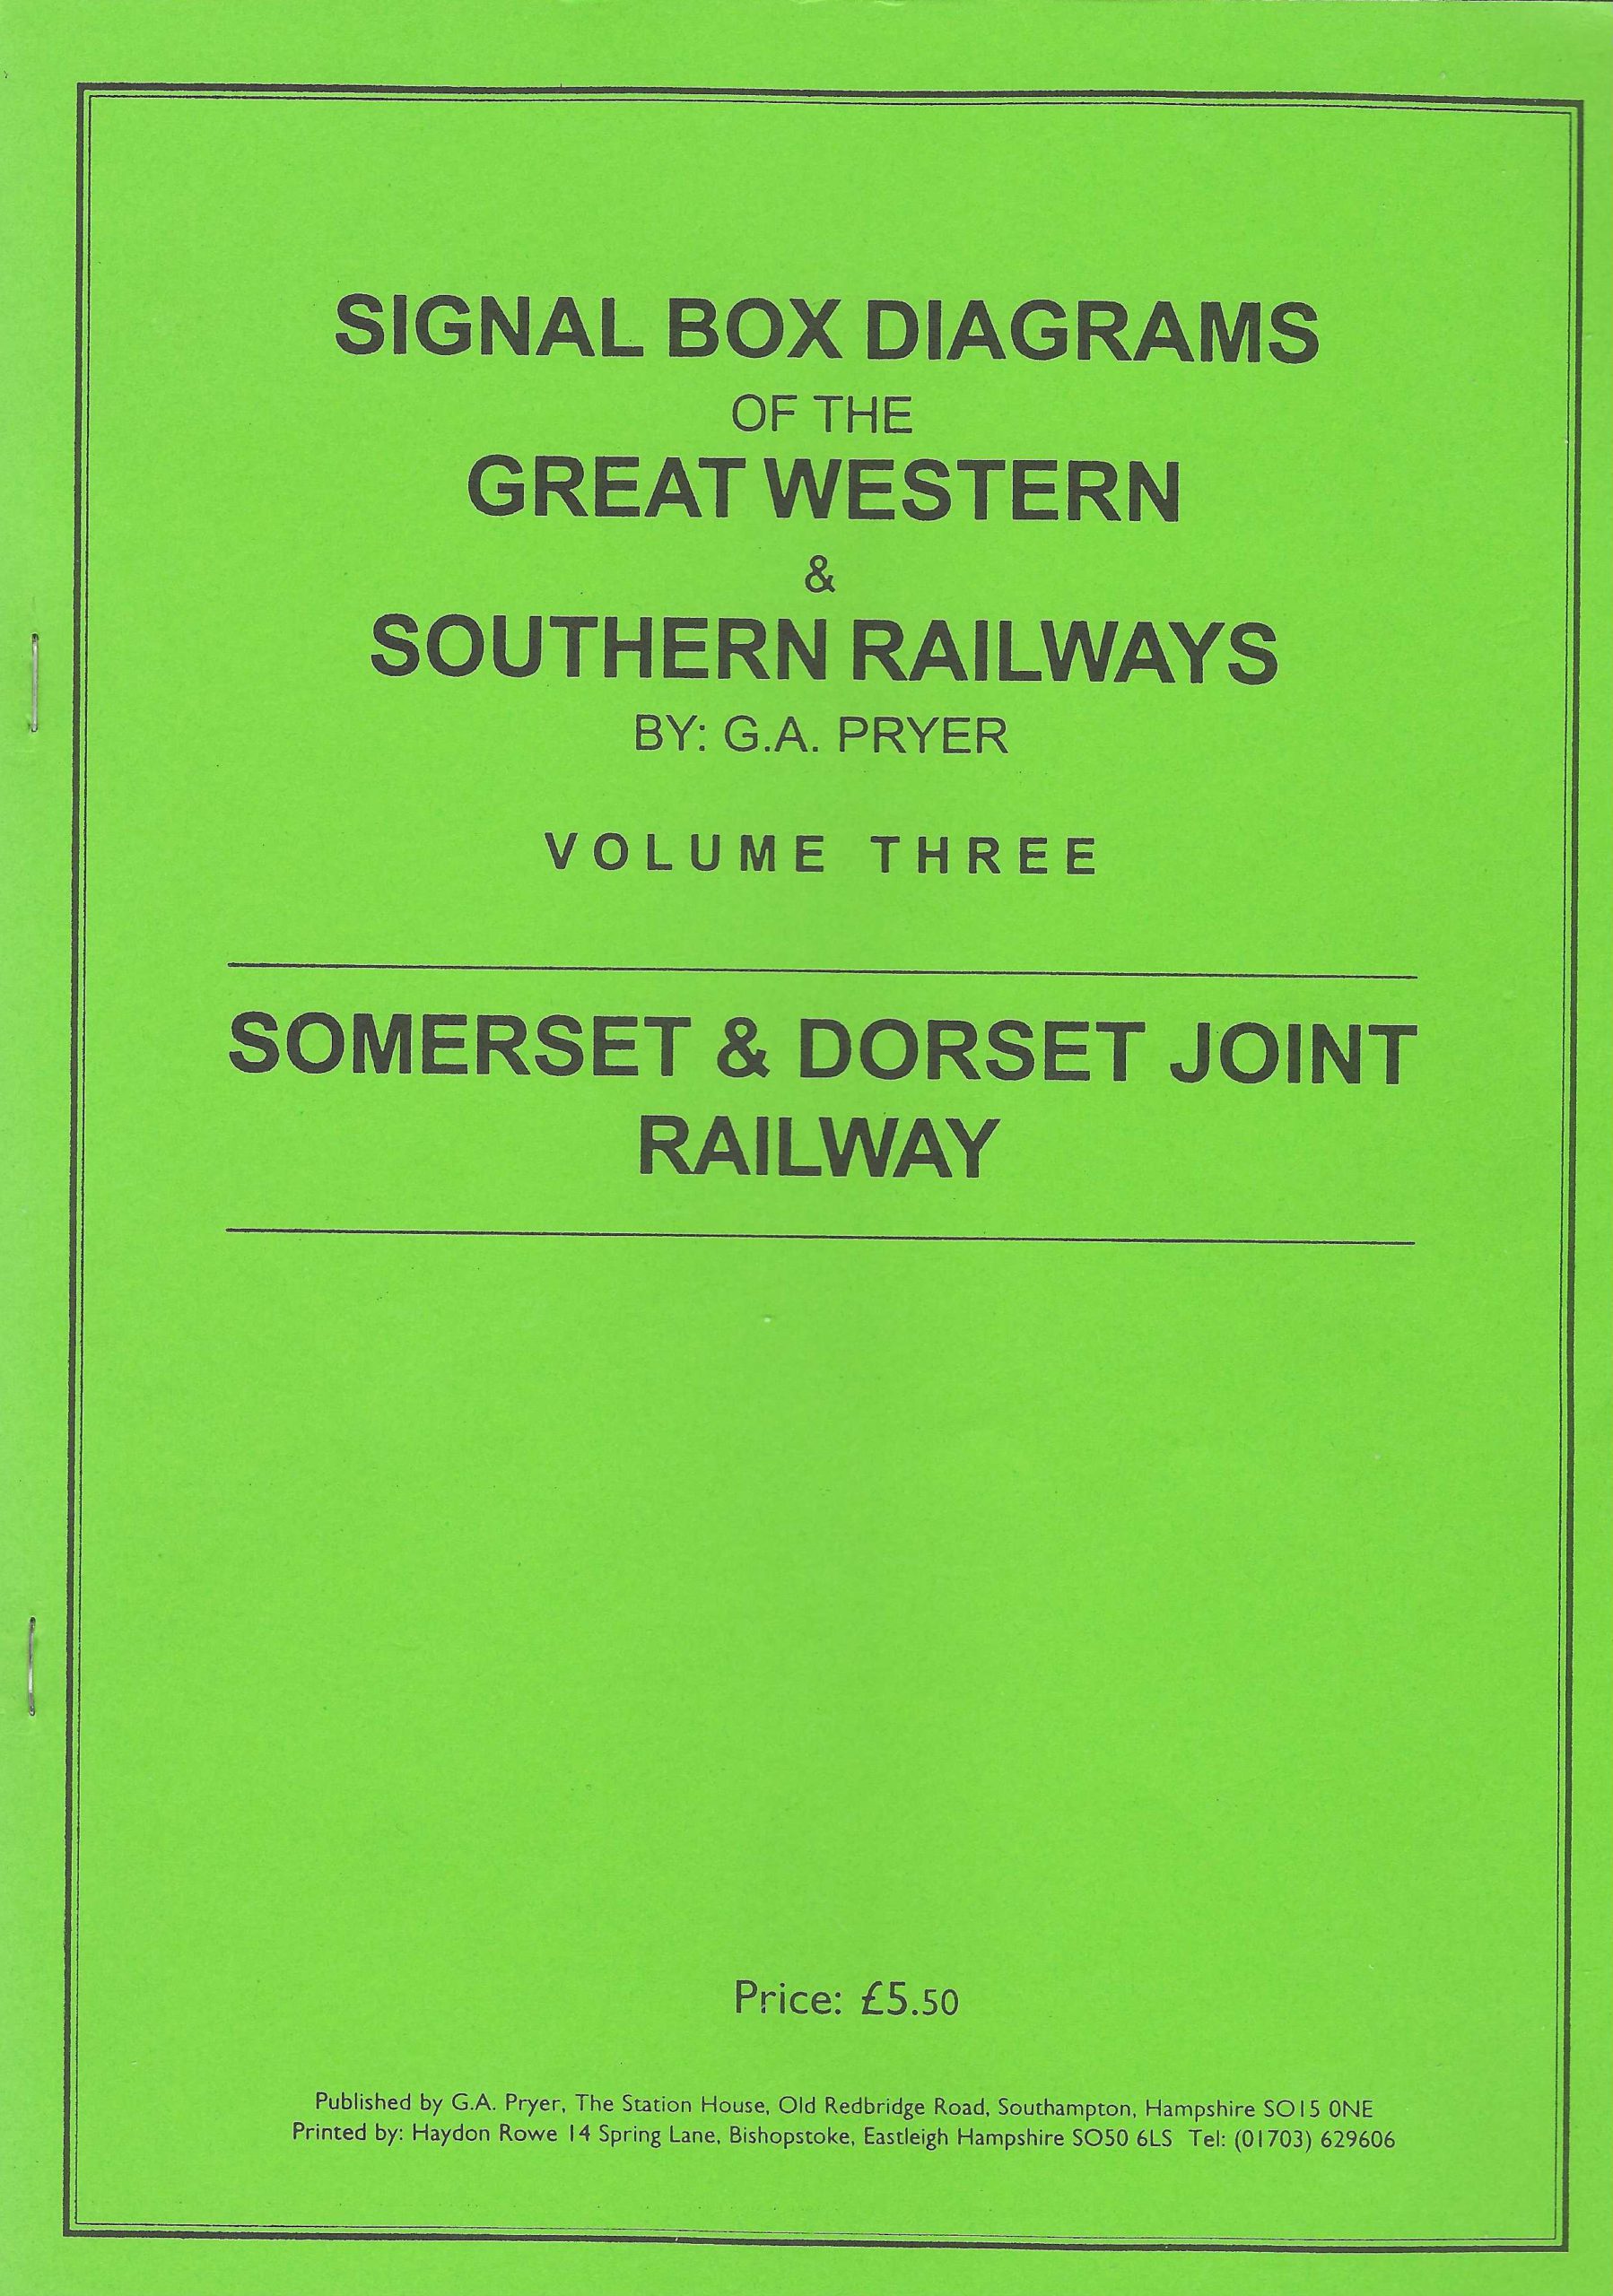 SIGNAL BOX DIAGRAMS
OF THE
GREAT WESTERN
&
SOUTHERN RAILWAYS
BY: G.A. PRYER
VOLUME THREE
SOMERSET & DORSET JOINT
RAILWAY
Price: £5.50
Published by G.A. Pryer, The Station House, Old Redbridge Road, Southampton, Hampshire SO15 0NE
Printed by: Haydon Rowe 14 Spring Lane, Bishopstoke, Eastleigh Hampshire SO50 6LS Tel: (01703) 629606